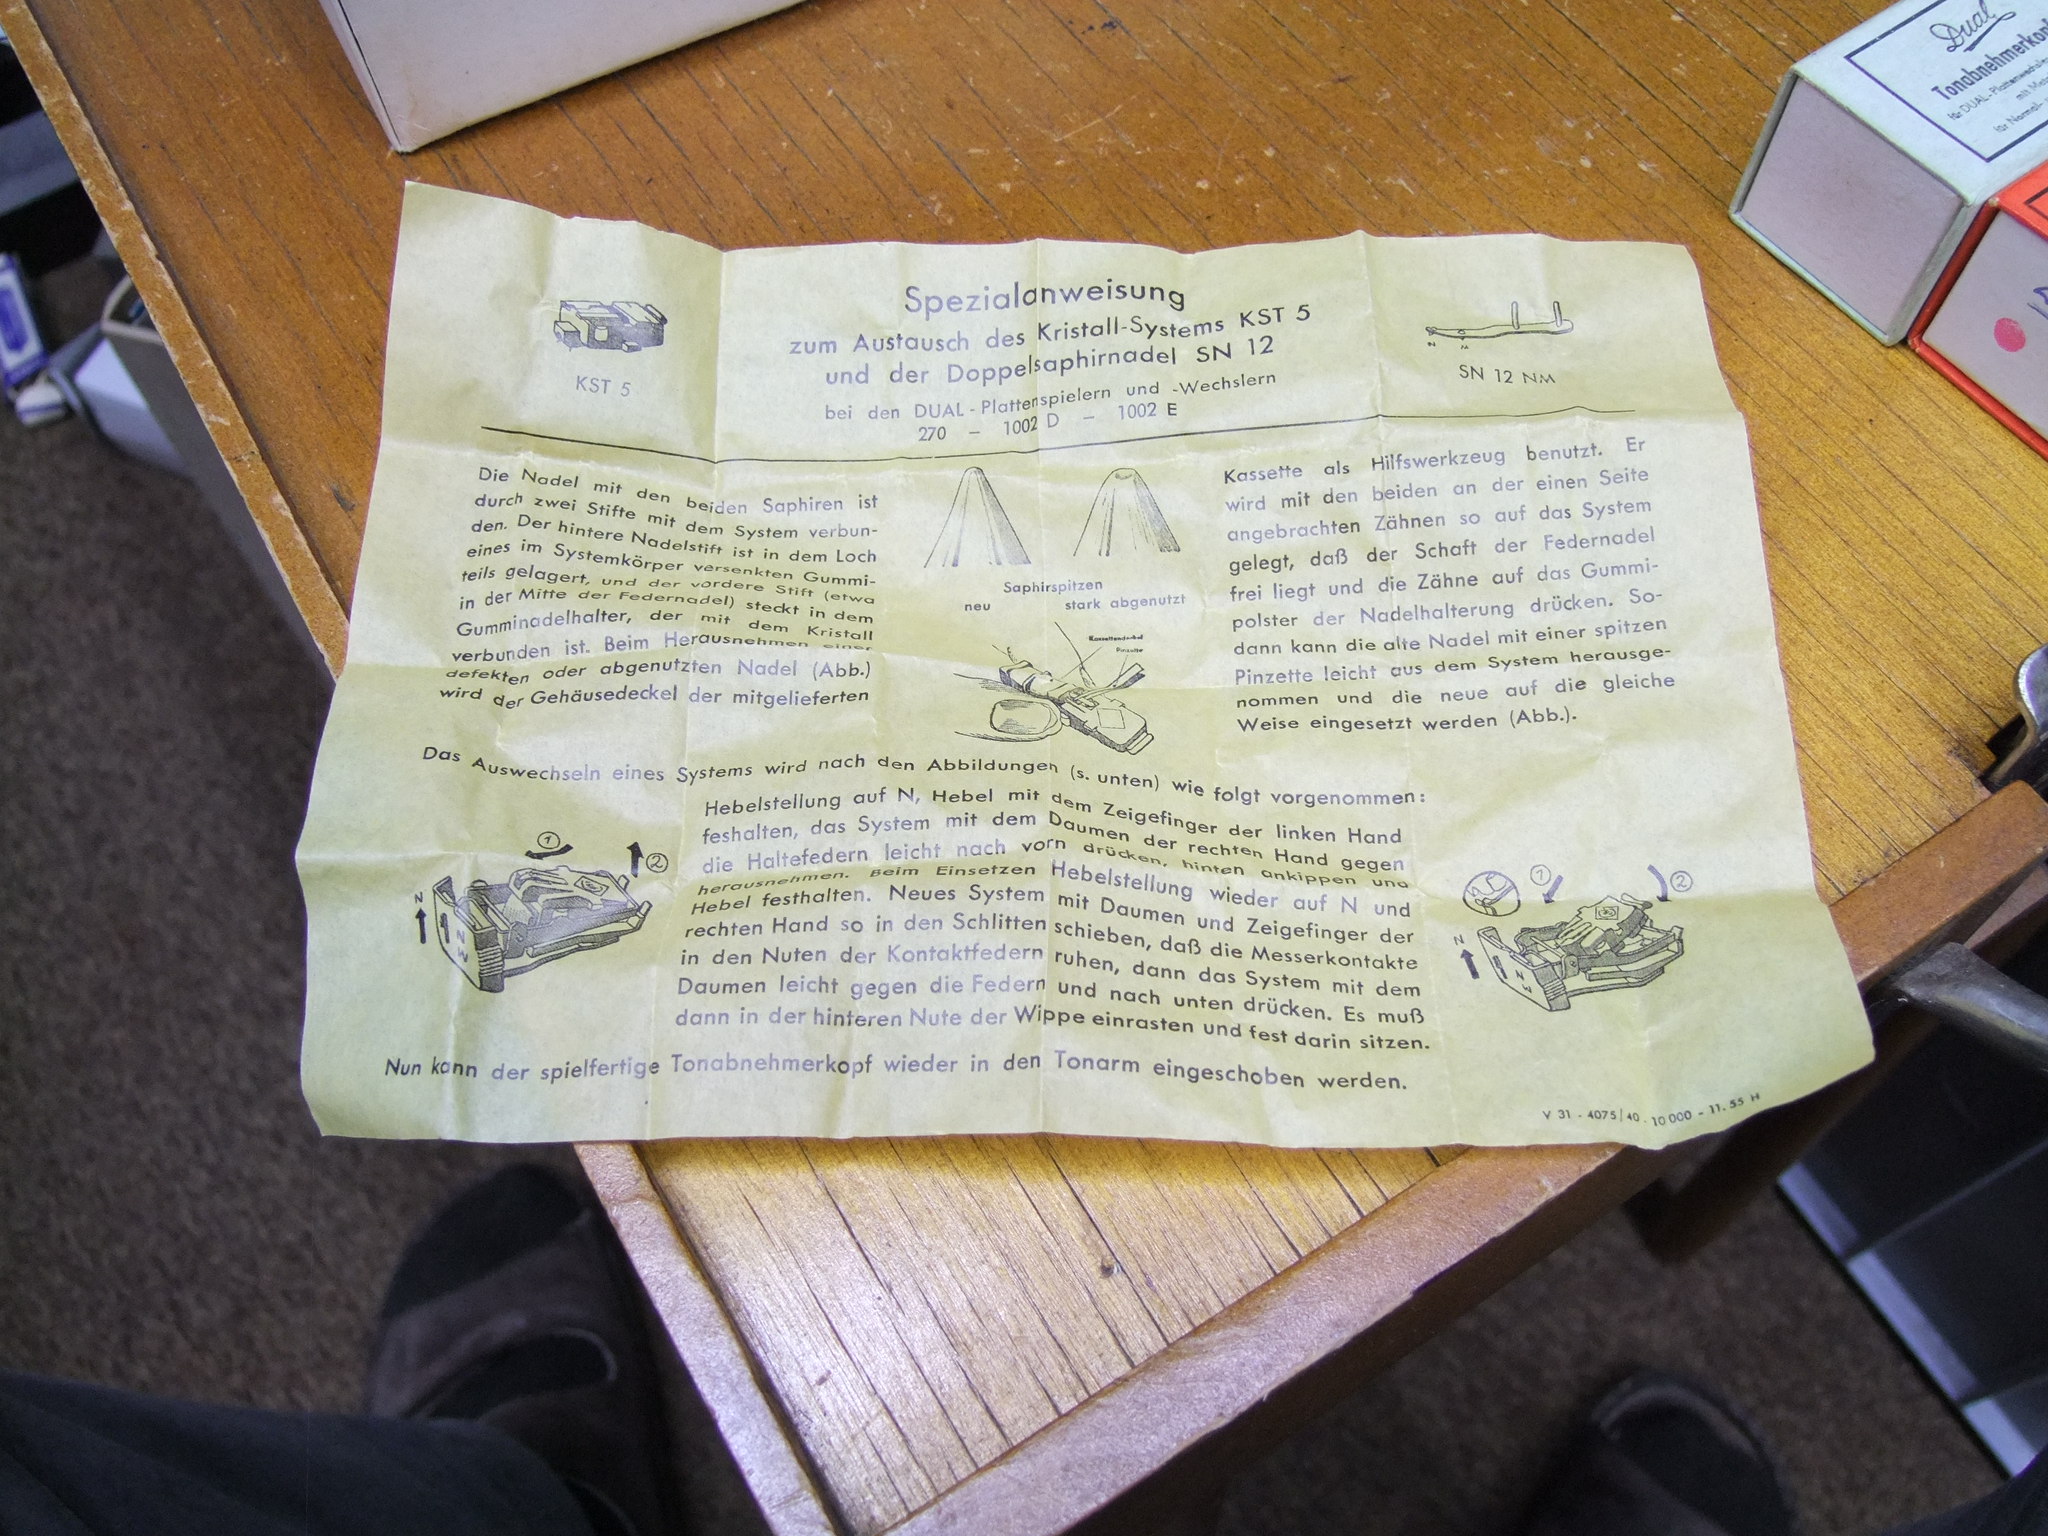 Dual
Tonabnehmerkop
für DUAL-Plattenwechsler
für Normal-
Spezialanweisung
zum Austausch des Kristall-Systems KST 5
und der Doppelsaphirnadel SN 12
bei den DUAL-Plattenspielern und -Wechslern
270 – 1002 D – 1002 E
KST 5
N M
SN 12 NM
Die Nadel mit den beiden Saphiren ist
durch zwei Stifte mit dem System verbun-
den. Der hintere Nadelstift ist in dem Loch
eines im Systemkörper versenkten Gummi-
teils gelagert, und der vordere Stift (etwa
in der Mitte der Federnadel) steckt in dem
Gumminadelhalter, der mit dem Kristall
verbunden ist. Beim Herausnehmen einer
defekten oder abgenutzten Nadel (Abb.)
wird der Gehäusedeckel der mitgelieferten
Saphirspitzen
neu stark abgenutzt
Kassettendeckel
Pinzette
Kassette als Hilfswerkzeug benutzt. Er
wird mit den beiden an der einen Seite
angebrachten Zähnen so auf das System
gelegt, daß der Schaft der Federnadel
frei liegt und die Zähne auf das Gummi-
polster der Nadelhalterung drücken. So-
dann kann die alte Nadel mit einer spitzen
Pinzette leicht aus dem System herausge-
nommen und die neue auf die gleiche
Weise eingesetzt werden (Abb.).
Das Auswechseln eines Systems wird nach den Abbildungen (s. unten) wie folgt vorgenommen:
Hebelstellung auf N, Hebel mit dem Zeigefinger der linken Hand
feshalten, das System mit dem Daumen der rechten Hand gegen
die Haltefedern leicht nach vorn drücken, hinten ankippen und
herausnehmen. Beim Einsetzen Hebelstellung wieder auf N und
Hebel festhalten. Neues System mit Daumen und Zeigefinger der
rechten Hand so in den Schlitten schieben, daß die Messerkontakte
in den Nuten der Kontaktfedern ruhen, dann das System mit dem
Daumen leicht gegen die Federn und nach unten drücken. Es muß
dann in der hinteren Nute der Wippe einrasten und fest darin sitzen.
1 2
N
N M
1 2
N
Nun kann der spielfertige Tonabnehmerkopf wieder in den Tonarm eingeschoben werden.
V 31 - 4075/40 . 10 000 - 11. 55 H